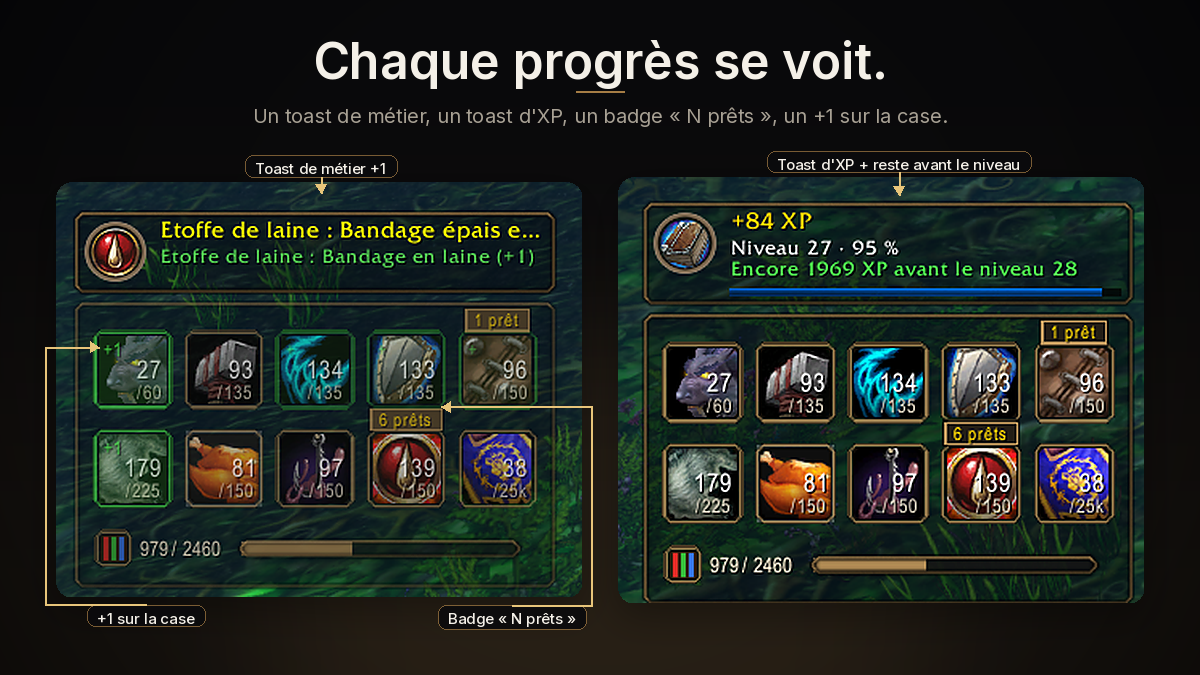 Chaque progrès se voit.
Un toast de métier, un toast d'XP, un badge « N prêts », un +1 sur la case.
Toast de métier +1
Etoffe de laine : Bandage épais e...
Etoffe de laine : Bandage en laine (+1)
1 prêt
+1
27
/60
93
/135
134
/135
133
/135
96
/150
6 prêts
+1
179
/225
81
/150
97
/150
139
/150
38
/25k
979 / 2460
+1 sur la case
Badge « N prêts »
Toast d'XP + reste avant le niveau
+84 XP
Niveau 27 · 95 %
Encore 1969 XP avant le niveau 28
1 prêt
27
/60
93
/135
134
/135
133
/135
96
/150
6 prêts
179
/225
81
/150
97
/150
139
/150
38
/25k
979 / 2460